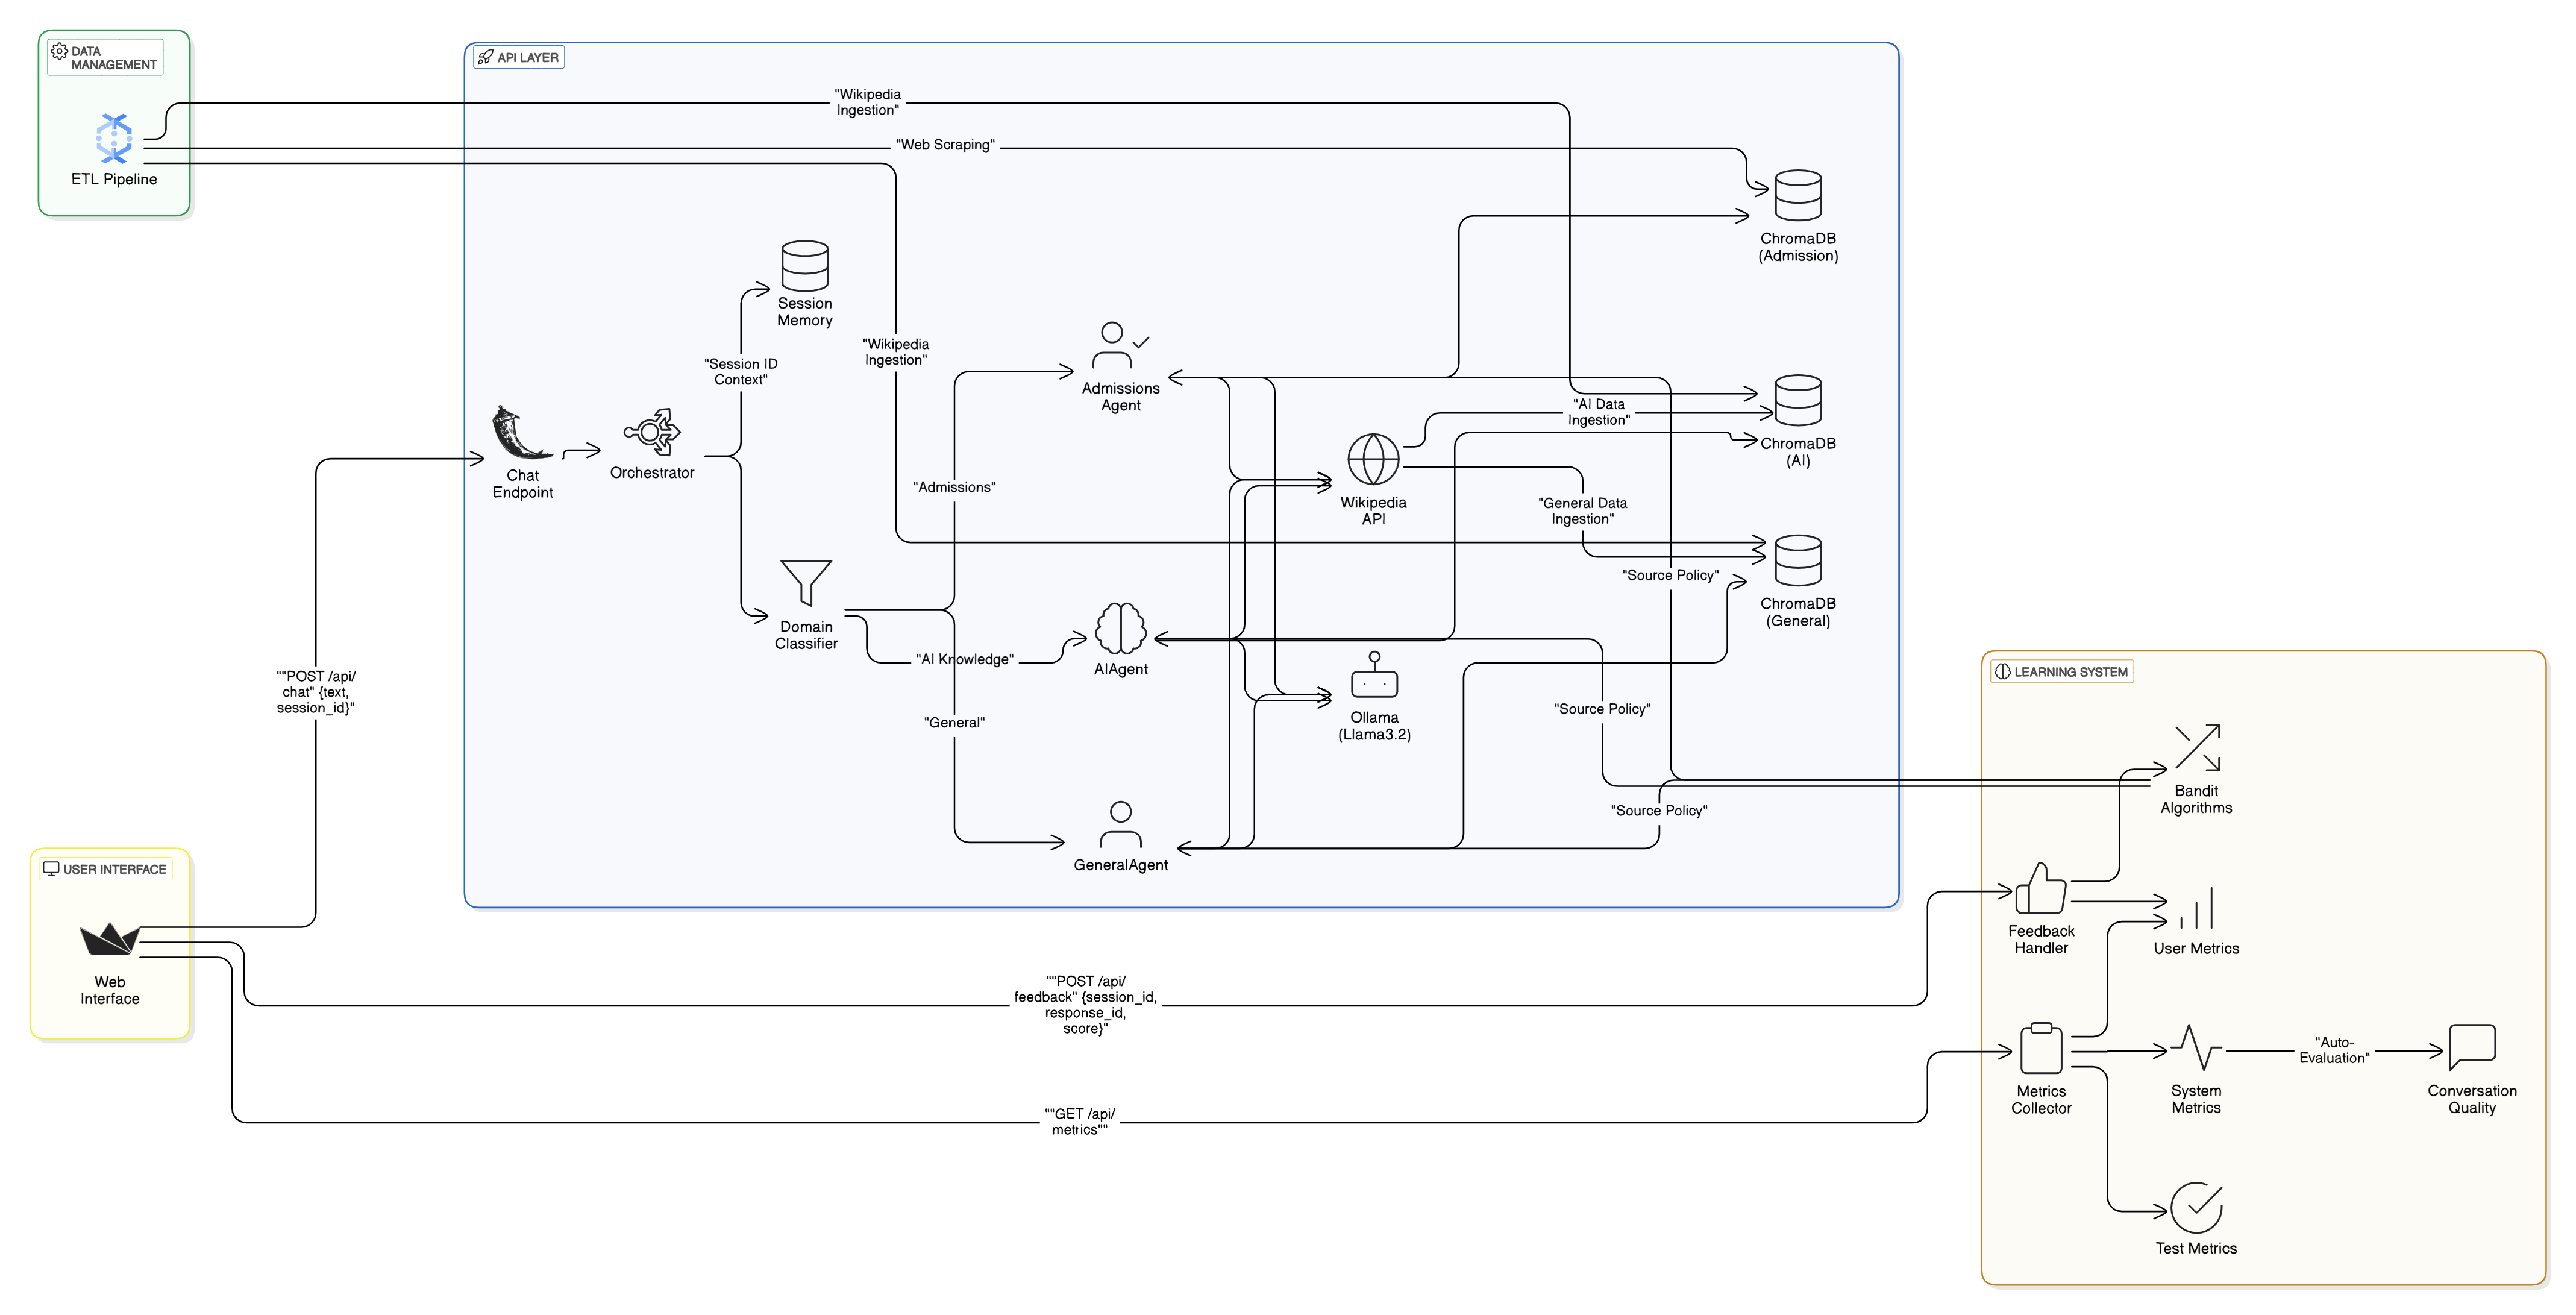 DATA
MANAGEMENT
ETL Pipeline
API LAYER
"Wikipedia
Ingestion"
"Web Scraping"
ChromaDB
(Admission)
Session
Memory
"Session ID
Context"
"Wikipedia
Ingestion"
Admissions
Agent
"AI Data
Ingestion"
ChromaDB
(AI)
Chat
Endpoint
Orchestrator
"Admissions"
Wikipedia
API
"General Data
Ingestion"
"Source Policy"
ChromaDB
(General)
Domain
Classifier
"AI Knowledge"
AIAgent
"General"
Ollama
(Llama3.2)
"Source Policy"
"Source Policy"
GeneralAgent
""POST /api/
chat" {text,
session_id}"
USER INTERFACE
Web
Interface
""POST /api/
feedback" {session_id,
response_id,
score}"
""GET /api/
metrics""
LEARNING SYSTEM
Bandit
Algorithms
Feedback
Handler
User Metrics
Metrics
Collector
System
Metrics
"Auto-
Evaluation"
Conversation
Quality
Test Metrics